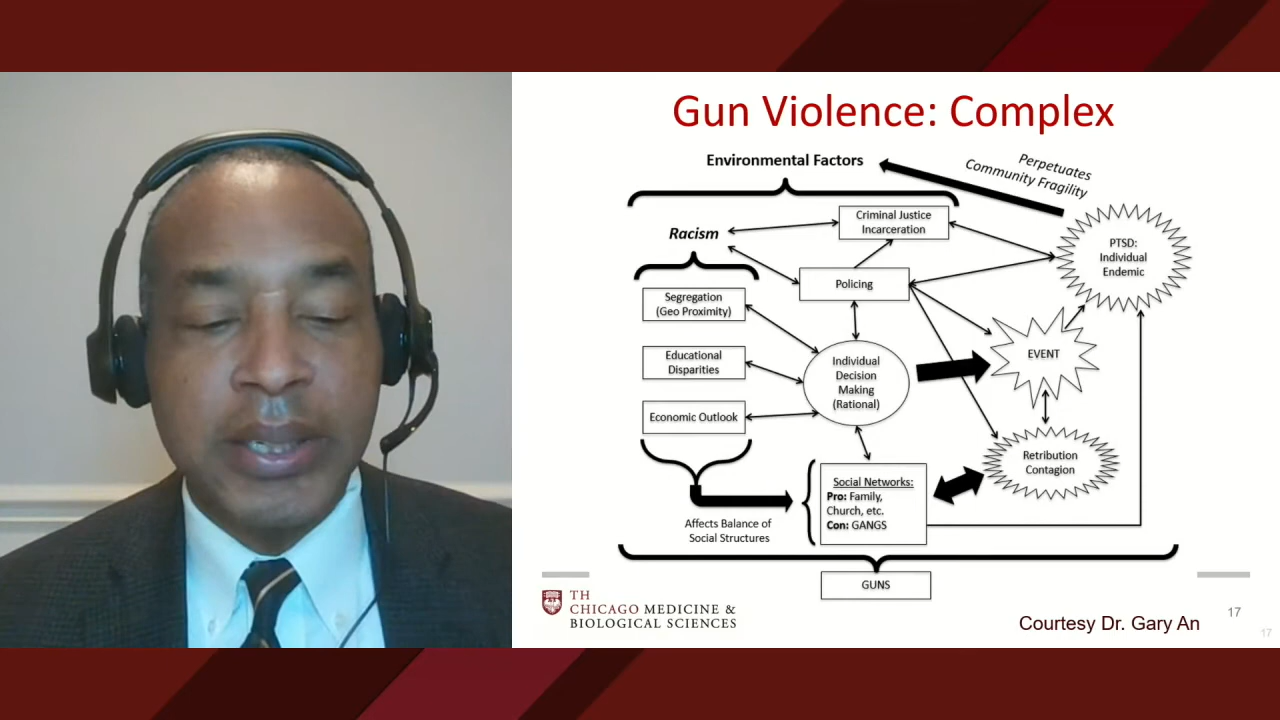 Gun Violence: Complex
Environmental Factors
Perpetuates
Community Fragility
Criminal Justice
Incarceration
Racism
PTSD:
Individual
Endemic
Policing
Segregation
(Geo Proximity)
EVENT
Individual
Decision
Making
(Rational)
Educational
Disparities
Economic Outlook
Retribution
Contagion
Social Networks:
Pro: Family,
Church, etc.
Con: GANGS
Affects Balance of
Social Structures
GUNS
TH
CHICAGO MEDICINE &
BIOLOGICAL SCIENCES
Courtesy Dr. Gary An
17
17